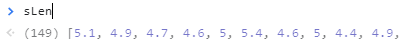 > sLen
<· (149) [5.1, 4.9, 4.7, 4.6, 5, 5.4, 4.6, 5, 4.4, 4.9,